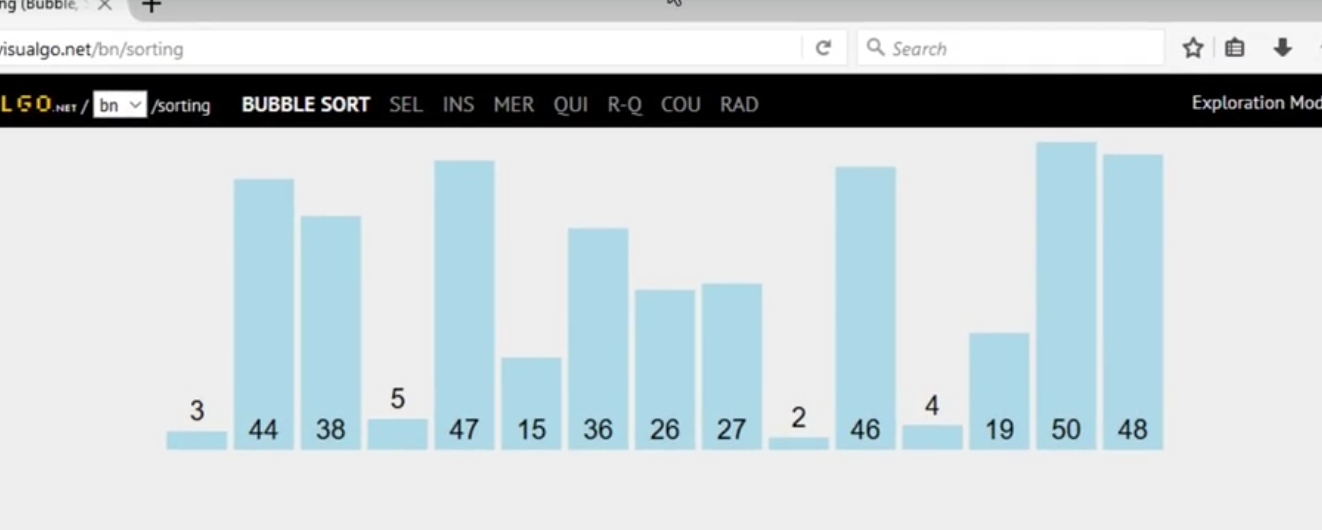 ng (Bubble,
visualgo.net/bn/sorting Search
LGO.NET / bn /sorting BUBBLE SORT SEL INS MER QUI R-Q COU RAD Exploration Mod
3 44 38 5 47 15 36 26 27 2 46 4 19 50 48